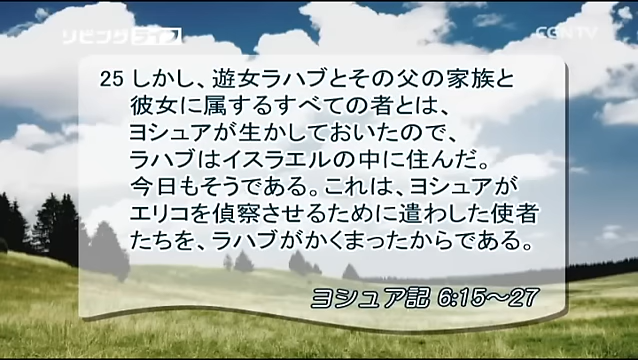 リビングライフ
CGNTV
25 しかし、遊女ラハブとその父の家族と
彼女に属するすべての者とは、
ヨシュアが生かしておいたので、
ラハブはイスラエルの中に住んだ。
今日もそうである。これは、ヨシュアが
エリコを偵察させるために遣わした使者
たちを、ラハブがかくまったからである。
ヨシュア記 6:15～27